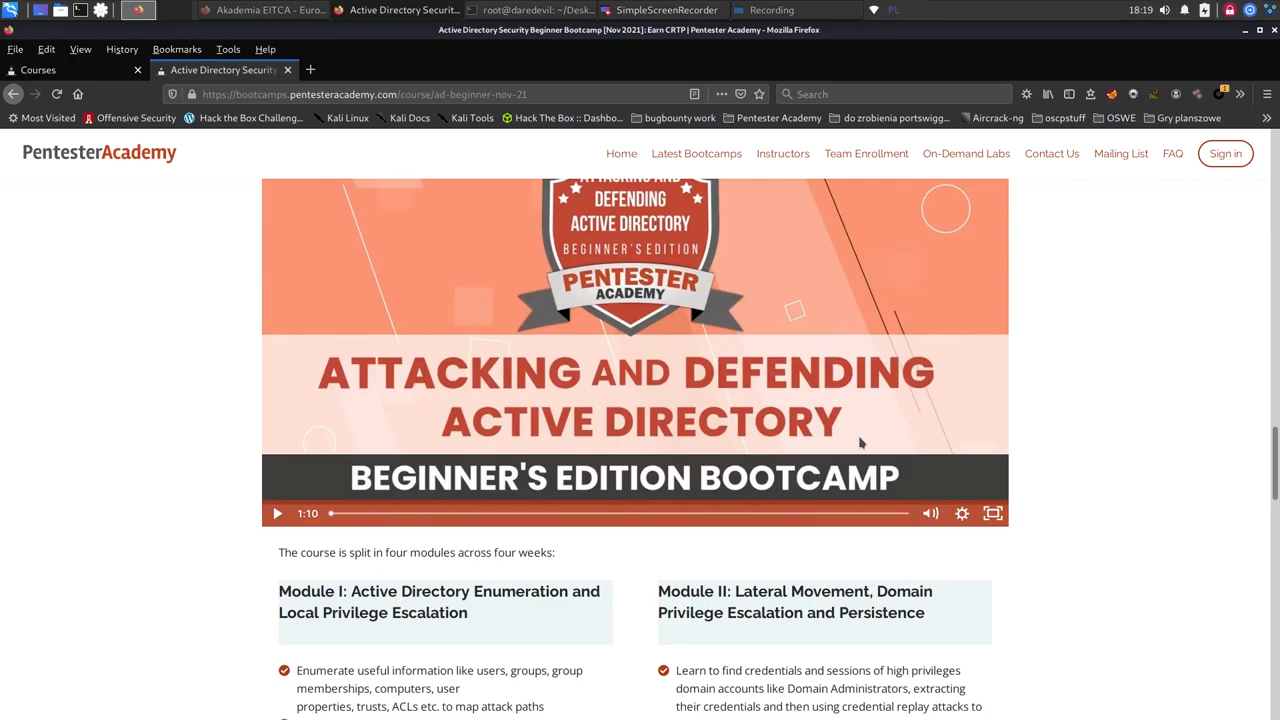 Akademia EITCA - Euro...
Active Directory Securit...
root@daredevil: ~/Desk...
SimpleScreenRecorder
Recording
PL
18:19
Active Directory Security Beginner Bootcamp [Nov 2021]: Earn CRTP | Pentester Academy - Mozilla Firefox
File Edit View History Bookmarks Tools Help
Courses
Active Directory Security
https://bootcamps.pentesteracademy.com/course/ad-beginner-nov-21
Search
1
Most Visited Offensive Security Hack the Box Challeng... Kali Linux Kali Docs Kali Tools Hack The Box :: Dashbo... bugbounty work Pentester Academy do zrobienia portswigg... Aircrack-ng oscpstuff OSWE Gry planszowe
PentesterAcademy
Home Latest Bootcamps Instructors Team Enrollment On-Demand Labs Contact Us Mailing List FAQ Sign in
ATTACKING AND
DEFENDING
ACTIVE DIRECTORY
BEGINNER'S EDITION
PENTESTER
ACADEMY
ATTACKING AND DEFENDING
ACTIVE DIRECTORY
BEGINNER'S EDITION BOOTCAMP
1:10
The course is split in four modules across four weeks:
Module I: Active Directory Enumeration and
Local Privilege Escalation
Enumerate useful information like users, groups, group
memberships, computers, user
properties, trusts, ACLs etc. to map attack paths
Module II: Lateral Movement, Domain
Privilege Escalation and Persistence
Learn to find credentials and sessions of high privileges
domain accounts like Domain Administrators, extracting
their credentials and then using credential replay attacks to